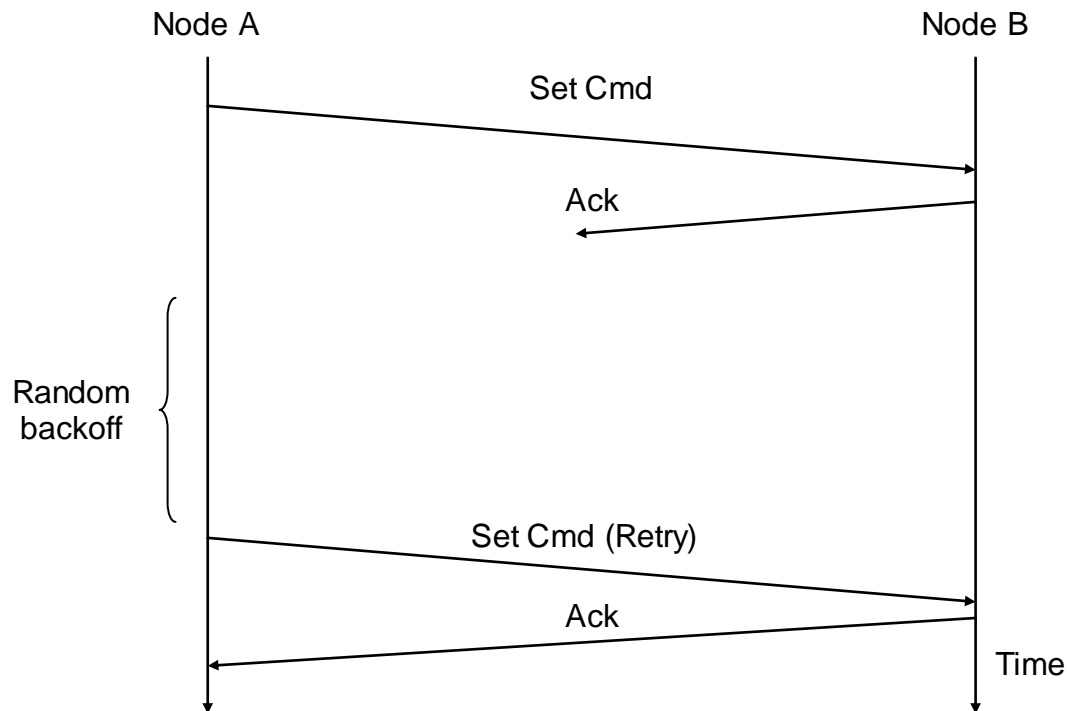 Node A
Node B
Set Cmd
Ack
Random
backoff
Set Cmd (Retry)
Ack
Time